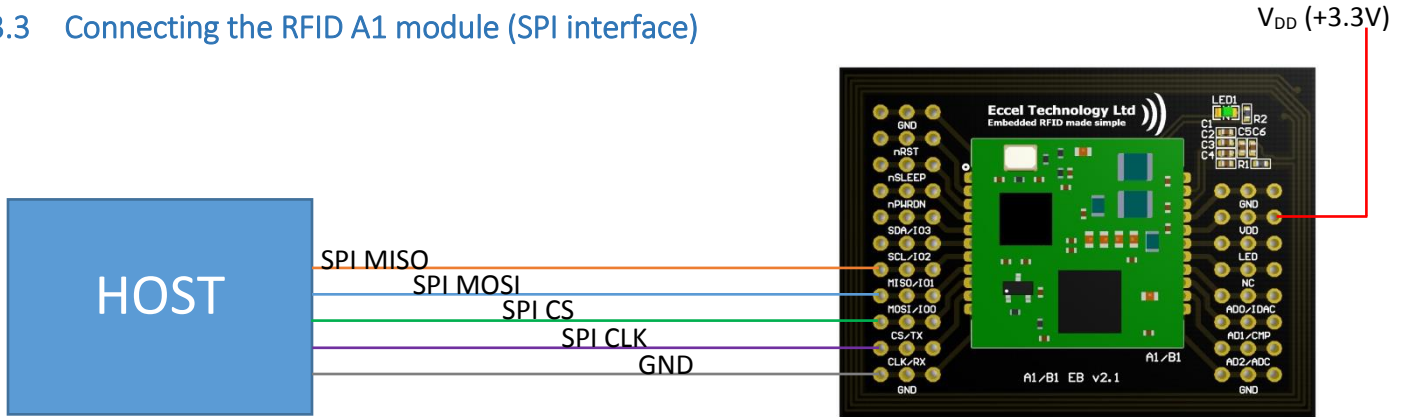 3.3 Connecting the RFID A1 module (SPI interface)
VDD (+3.3V)
HOST
SPI MISO
SPI MOSI
SPI CS
SPI CLK
GND
Eccel Technology Ltd
Embedded RFID made simple
GND
nRST
nSLEEP
nPWRDN
SDA/IO3
SCL/IO2
MISO/IO1
MOSI/IO0
CS/TX
CLK/RX
GND
LED1
R2
C1
C2
C3
C4
C5C6
R1
GND
VDD
LED
NC
AD0/IDAC
AD1/CMP
AD2/ADC
GND
A1/B1
A1/B1 EB v2.1